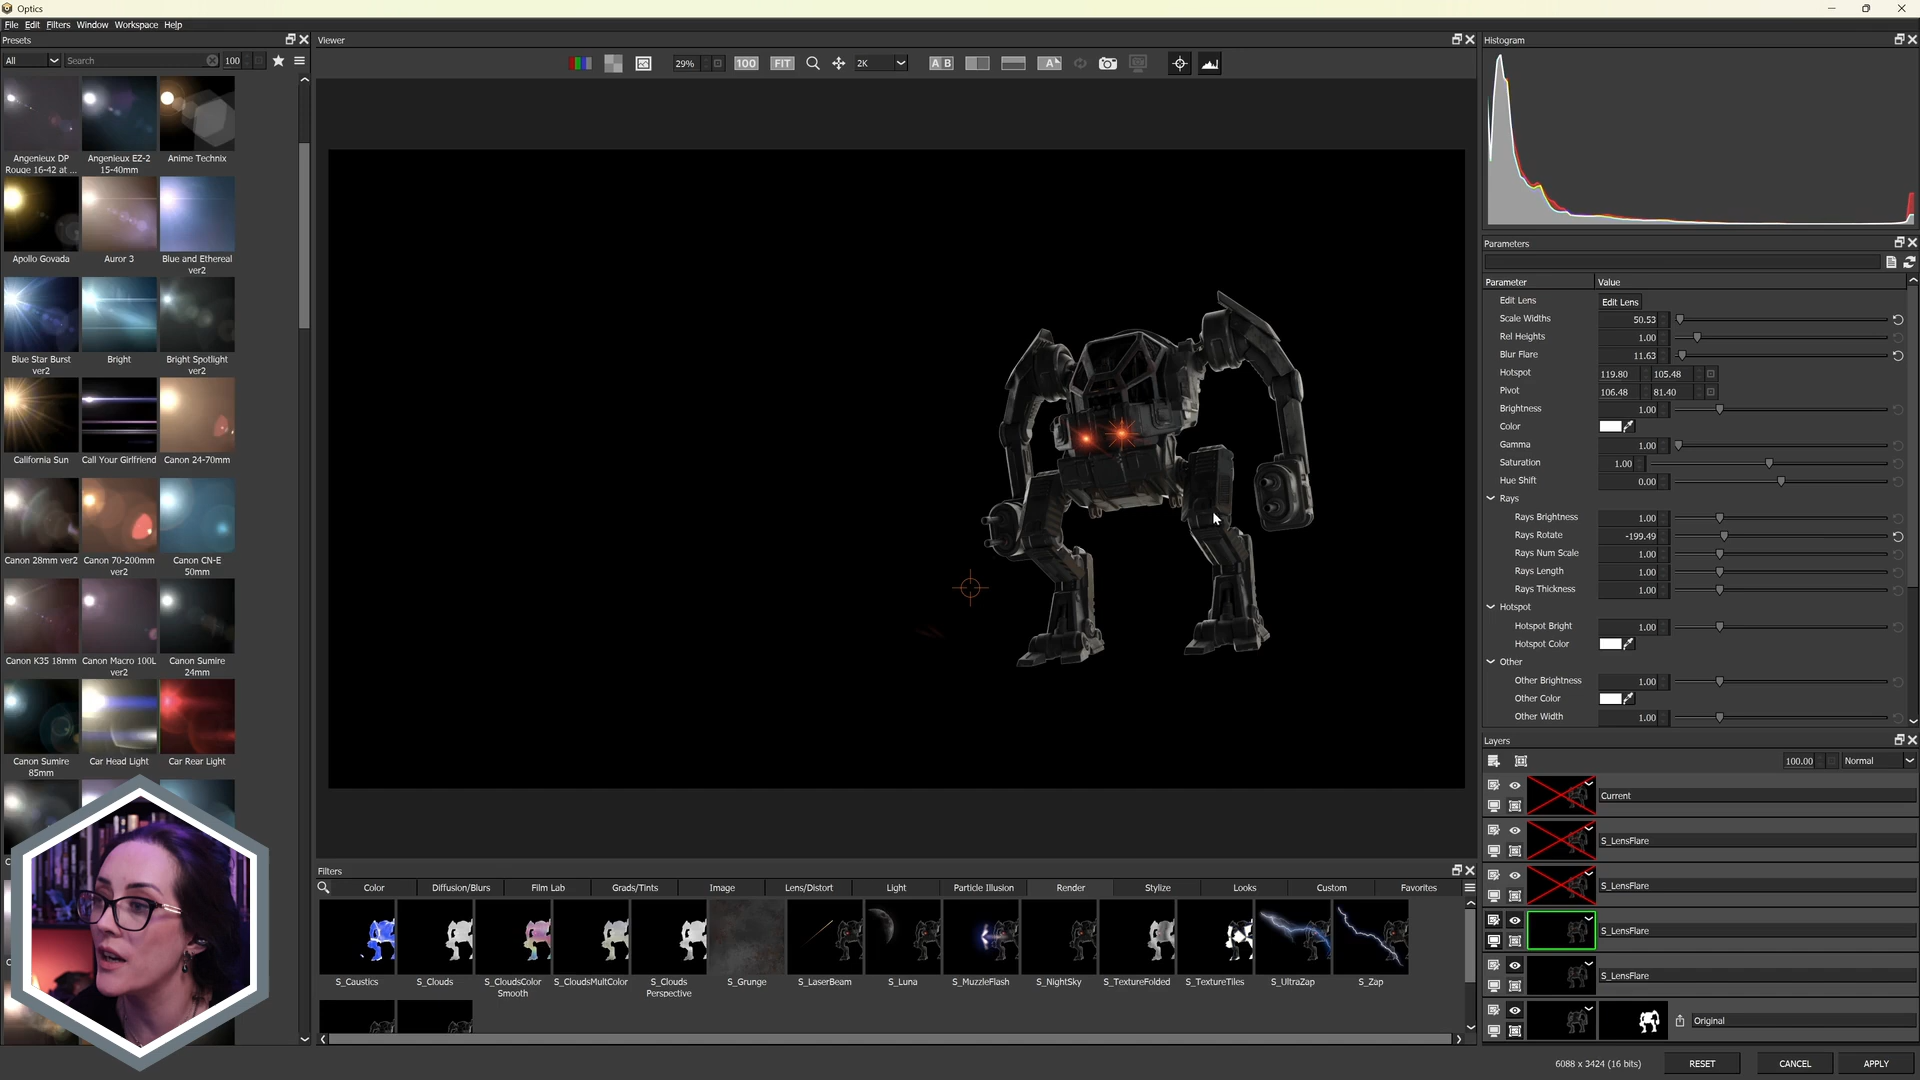 Optics
File Edit Filters Window Workspace Help
Presets
All Search 100
Angenieux DP
Rouge 16-42 at ...
Angenieux EZ-2
15-40mm
Anime Technix
Apollo Govada
Auror 3
Blue and Ethereal
ver2
Blue Star Burst
ver2
Bright
Bright Spotlight
ver2
California Sun
Call Your Girlfriend
Canon 24-70mm
Canon 28mm ver2
Canon 70-200mm
ver2
Canon CN-E
50mm
Canon K35 18mm
Canon Macro 100L
ver2
Canon Sumire
24mm
Canon Sumire
85mm
Car Head Light
Car Rear Light
Viewer
29% 100 FIT 2K A B A
Filters
Color Diffusion/Blurs Film Lab Grads/Tints Image Lens/Distort Light Particle Illusion Render Stylize Looks Custom Favorites
S_Caustics
S_Clouds
S_CloudsColor
Smooth
S_CloudsMultColor
S_Clouds
Perspective
S_Grunge
S_LaserBeam
S_Luna
S_MuzzleFlash
S_NightSky
S_TextureFolded
S_TextureTiles
S_UltraZap
S_Zap
Histogram
Parameters
Parameter Value
Edit Lens Edit Lens
Scale Widths 50.53
Rel Heights 1.00
Blur Flare 11.63
Hotspot 119.80 105.48
Pivot 106.48 81.40
Brightness 1.00
Color
Gamma 1.00
Saturation 1.00
Hue Shift 0.00
Rays
Rays Brightness 1.00
Rays Rotate -199.49
Rays Num Scale 1.00
Rays Length 1.00
Rays Thickness 1.00
Hotspot
Hotspot Bright 1.00
Hotspot Color
Other
Other Brightness 1.00
Other Color
Other Width 1.00
Layers
100.00 Normal
Current
S_LensFlare
S_LensFlare
S_LensFlare
S_LensFlare
Original
6088 x 3424 (16 bits) RESET CANCEL APPLY